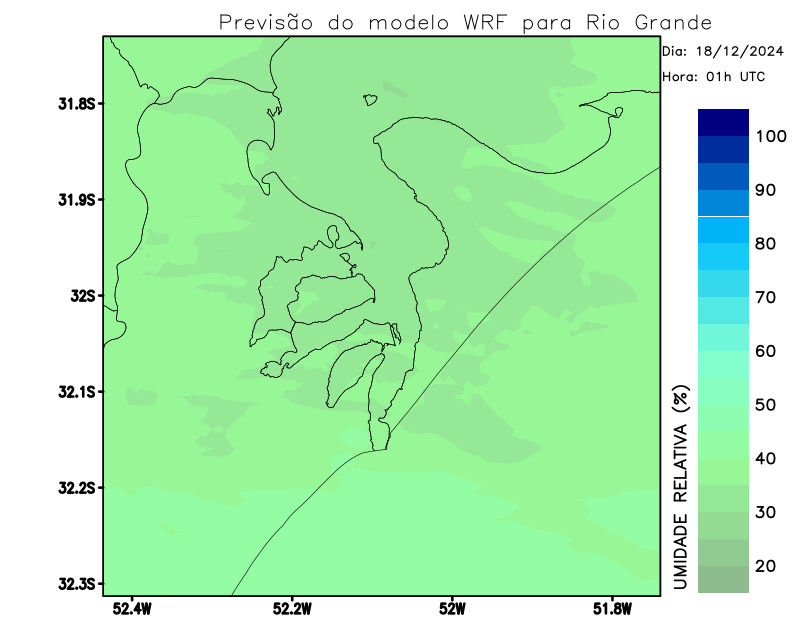 Previsão do modelo WRF para Rio Grande
Dia: 18/12/2024
Hora: 01h UTC
31.8S
31.9S
32S
32.1S
32.2S
32.3S
52.4W
52.2W
52W
51.8W
UMIDADE RELATIVA (%)
100
90
80
70
60
50
40
30
20